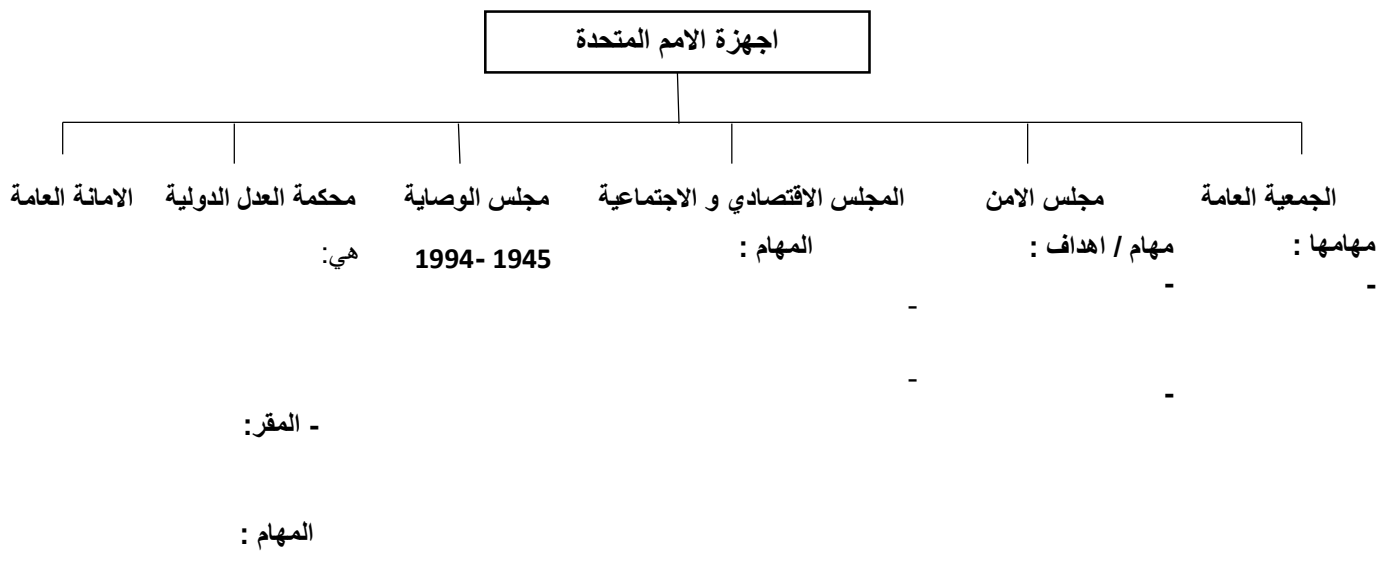 اجهزة الامم المتحدة
الجمعية العامة
مهامها :
-
مجلس الامن
مهام / اهداف :
-
-
المجلس الاقتصادي و الاجتماعية
المهام :
-
-
مجلس الوصاية
1945 -1994
محكمة العدل الدولية
هي:
- المقر:
المهام :
الامانة العامة